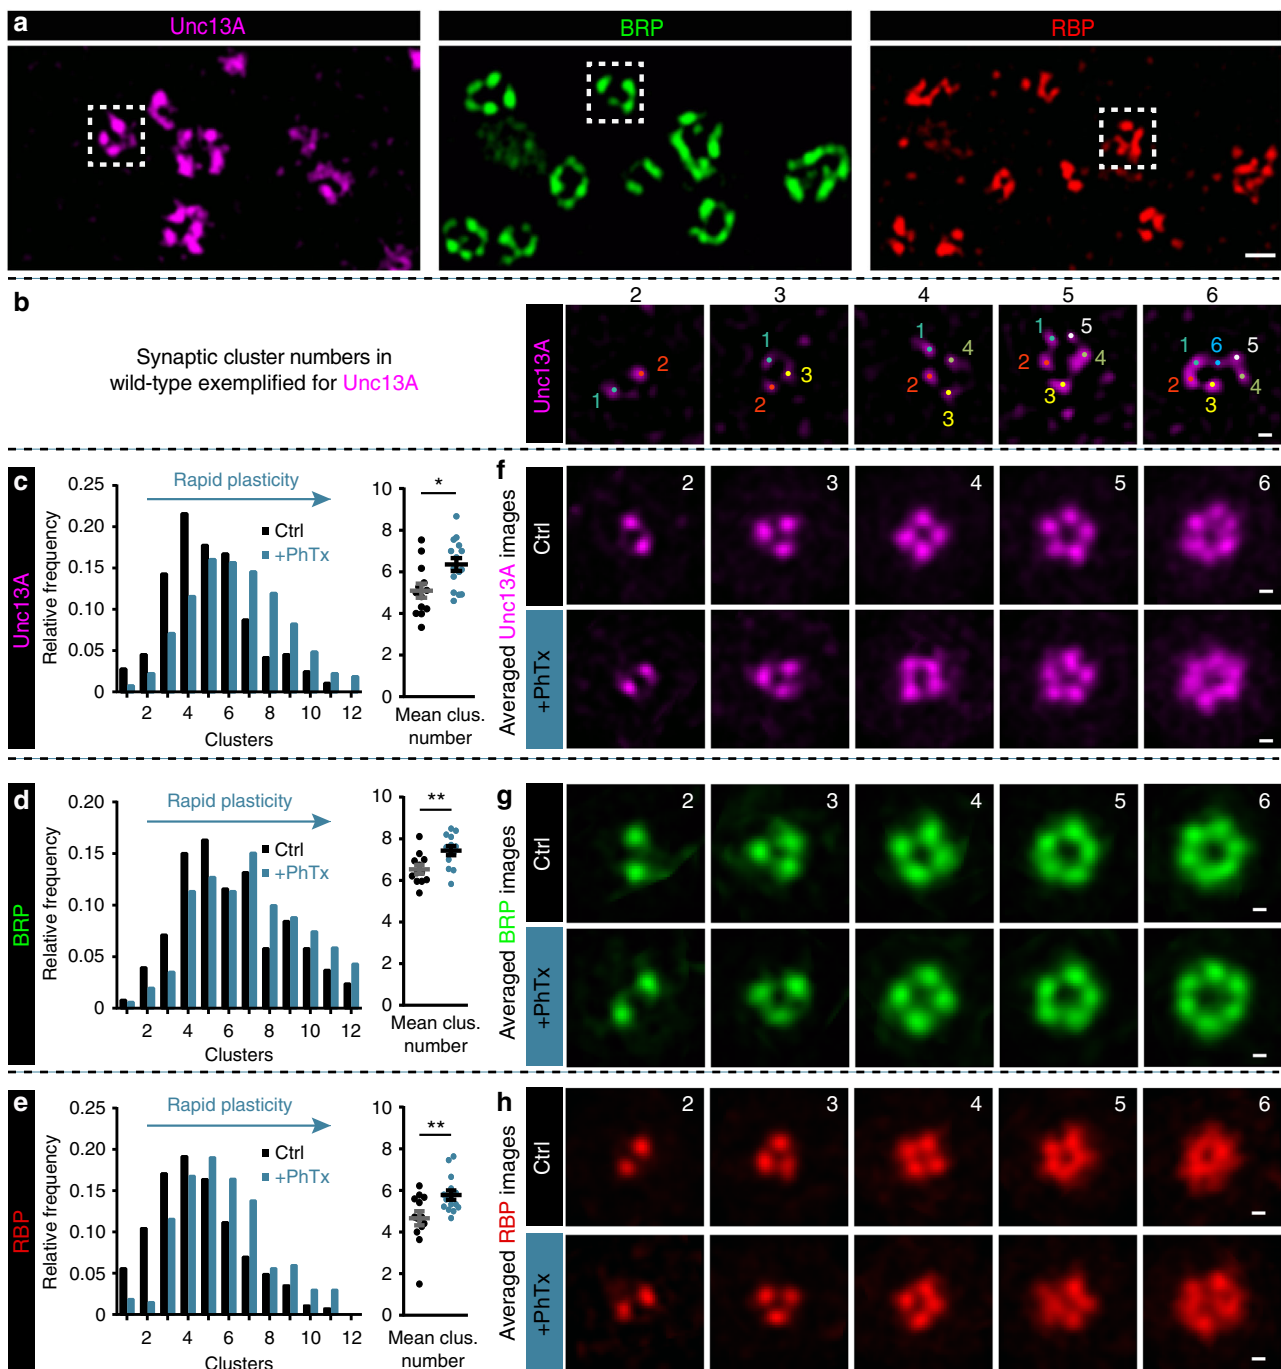 a
Unc13A
BRP
RBP
b
Synaptic cluster numbers in
wild-type exemplified for Unc13A
Unc13A
2
1
2
3
1
2
3
4
1
2
3
4
5
1
2
3
4
5
6
1
2
3
4
5
6
c
Unc13A
Relative frequency
0.25
0.20
0.15
0.10
0.05
0
Rapid plasticity
Ctrl
+PhTx
2 4 6 8 10 12
Clusters
10
8
6
4
2
0
*
Mean clus.
number
f
Averaged Unc13A images
Ctrl
2 3 4 5 6
+PhTx
d
BRP
Relative frequency
0.20
0.15
0.10
0.05
0
Rapid plasticity
Ctrl
+PhTx
2 4 6 8 10 12
Clusters
10
8
6
4
2
0
**
Mean clus.
number
g
Averaged BRP images
Ctrl
2 3 4 5 6
+PhTx
e
RBP
Relative frequency
0.25
0.20
0.15
0.10
0.05
0
Rapid plasticity
Ctrl
+PhTx
2 4 6 8 10 12
Clusters
10
8
6
4
2
0
**
Mean clus.
number
h
Averaged RBP images
Ctrl
2 3 4 5 6
+PhTx